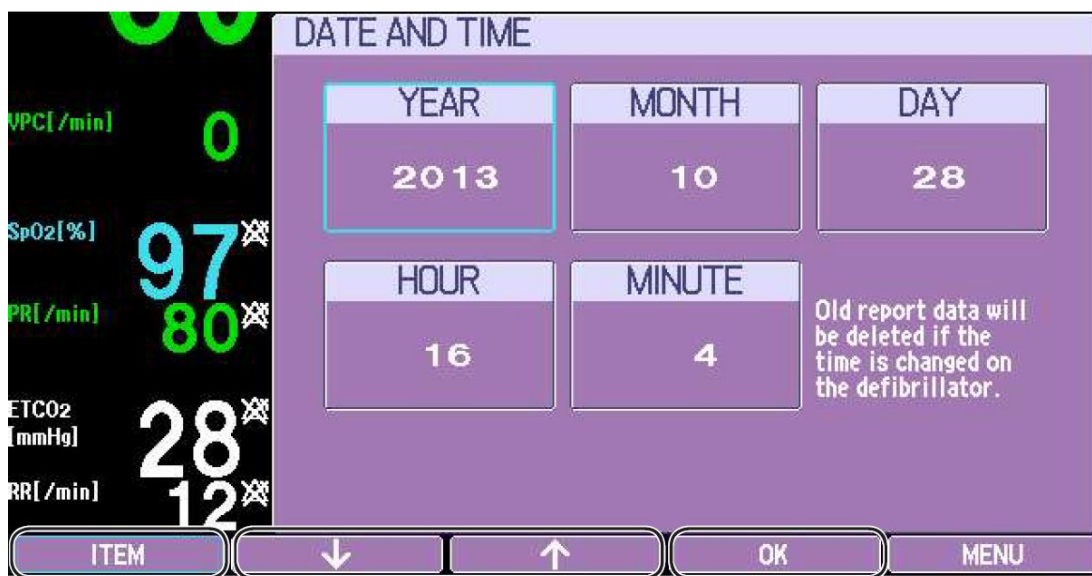 DATE AND TIME
VPC[/min]
0
SpO2[%]
97
PR[/min]
80
ETCO2
[mmHg]
28
RR[/min]
12
YEAR
MONTH
DAY
2013
10
28
HOUR
MINUTE
16
4
Old report data will
be deleted if the
time is changed on
the defibrillator.
ITEM
↓
↑
OK
MENU